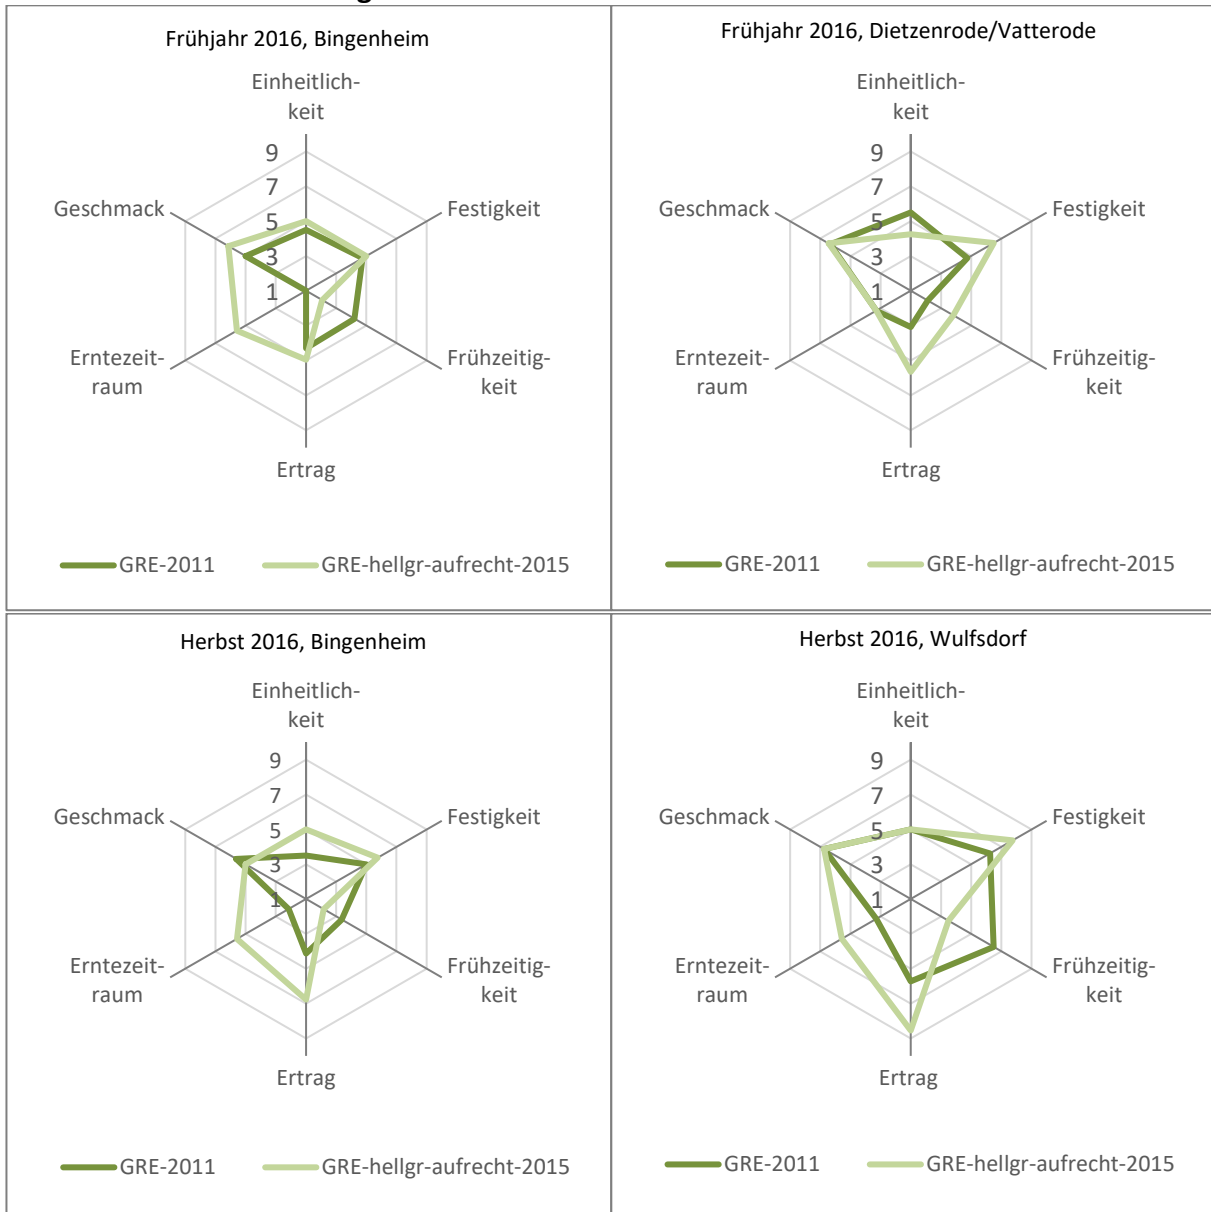 Frühjahr 2016, Bingenheim
Einheitlich-
keit
9
7
5
3
1
Geschmack
Festigkeit
Erntezeit-
raum
Frühzeitig-
keit
Ertrag
GRE-2011
GRE-hellgr-aufrecht-2015
Frühjahr 2016, Dietzenrode/Vatterode
Einheitlich-
keit
9
7
5
3
1
Geschmack
Festigkeit
Erntezeit-
raum
Frühzeitig-
keit
Ertrag
GRE-2011
GRE-hellgr-aufrecht-2015
Herbst 2016, Bingenheim
Einheitlich-
keit
9
7
5
3
1
Geschmack
Festigkeit
Erntezeit-
raum
Frühzeitig-
keit
Ertrag
GRE-2011
GRE-hellgr-aufrecht-2015
Herbst 2016, Wulfsdorf
Einheitlich-
keit
9
7
5
3
1
Geschmack
Festigkeit
Erntezeit-
raum
Frühzeitig-
keit
Ertrag
GRE-2011
GRE-hellgr-aufrecht-2015